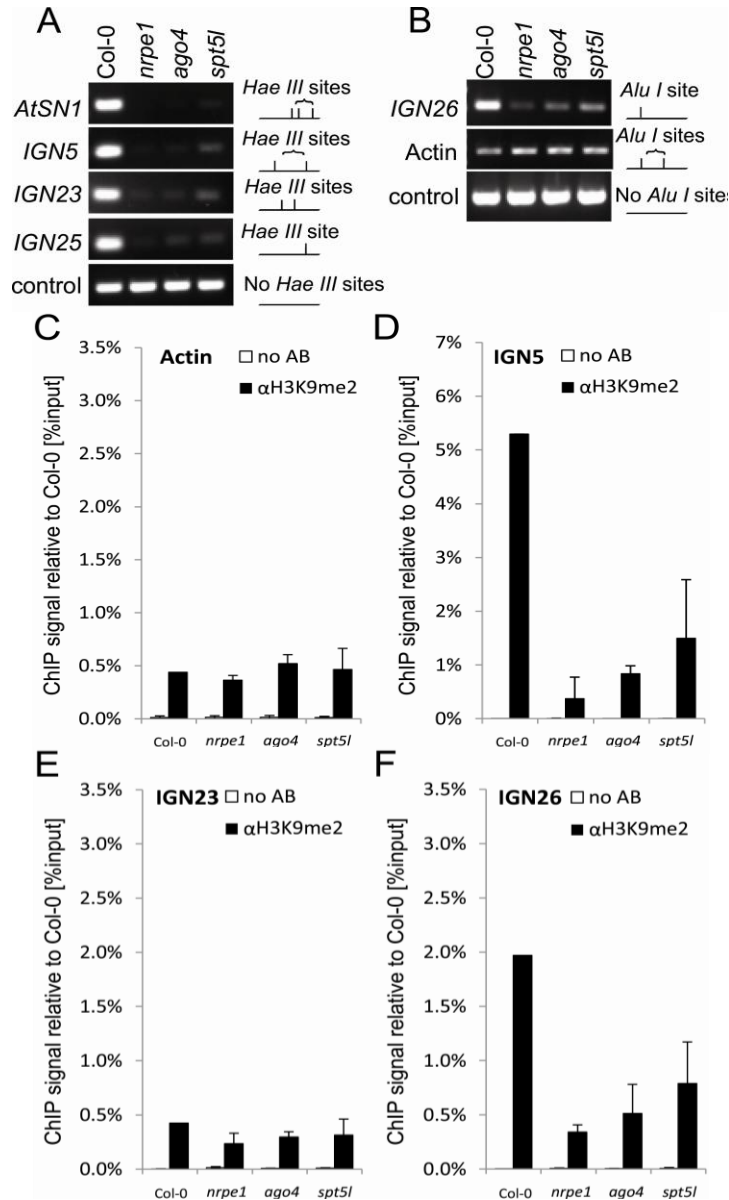 A
Col-0
nrpe1
ago4
spt5l
AtSN1
Hae III sites
IGN5
Hae III sites
IGN23
Hae III sites
IGN25
Hae III site
control
No Hae III sites
B
Col-0
nrpe1
ago4
spt5l
IGN26
Alu I site
Actin
Alu I sites
control
No Alu I sites
C
Actin
no AB
αH3K9me2
ChIP signal relative to Col-0 [%input]
3.5%
3.0%
2.5%
2.0%
1.5%
1.0%
0.5%
0.0%
Col-0 nrpe1 ago4 spt5l
D
IGN5
no AB
αH3K9me2
ChIP signal relative to Col-0 [%input]
7%
6%
5%
4%
3%
2%
1%
0%
Col-0 nrpe1 ago4 spt5l
E
IGN23
no AB
αH3K9me2
ChIP signal relative to Col-0 [%input]
3.5%
3.0%
2.5%
2.0%
1.5%
1.0%
0.5%
0.0%
Col-0 nrpe1 ago4 spt5l
F
IGN26
no AB
αH3K9me2
ChIP signal relative to Col-0 [%input]
3.5%
3.0%
2.5%
2.0%
1.5%
1.0%
0.5%
0.0%
Col-0 nrpe1 ago4 spt5l